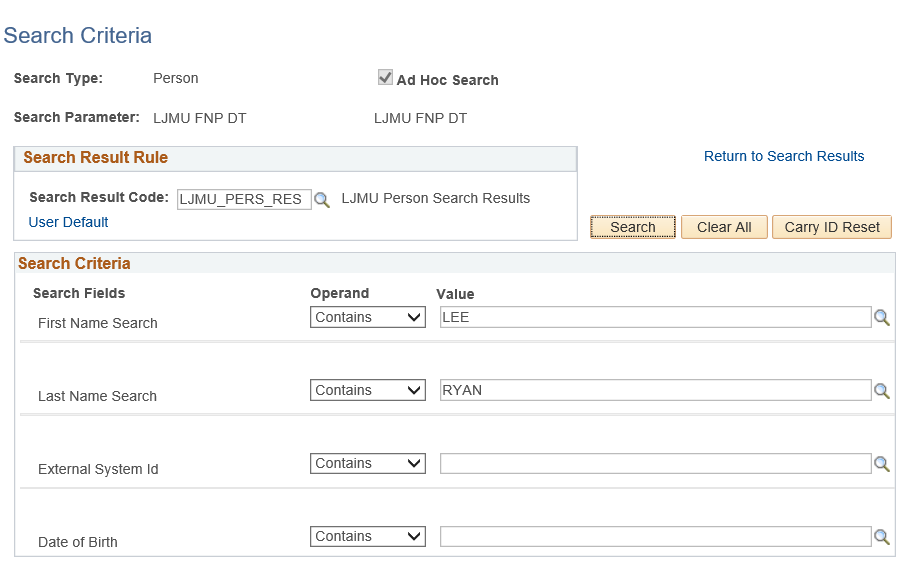 Search Criteria
Search Type: Person Ad Hoc Search
Search Parameter: LJMU FNP DT LJMU FNP DT
Search Result Rule
Return to Search Results
Search Result Code: LJMU_PERS_RES LJMU Person Search Results
User Default
Search Clear All Carry ID Reset
Search Criteria
Search Fields Operand Value
First Name Search Contains LEE
Last Name Search Contains RYAN
External System Id Contains
Date of Birth Contains